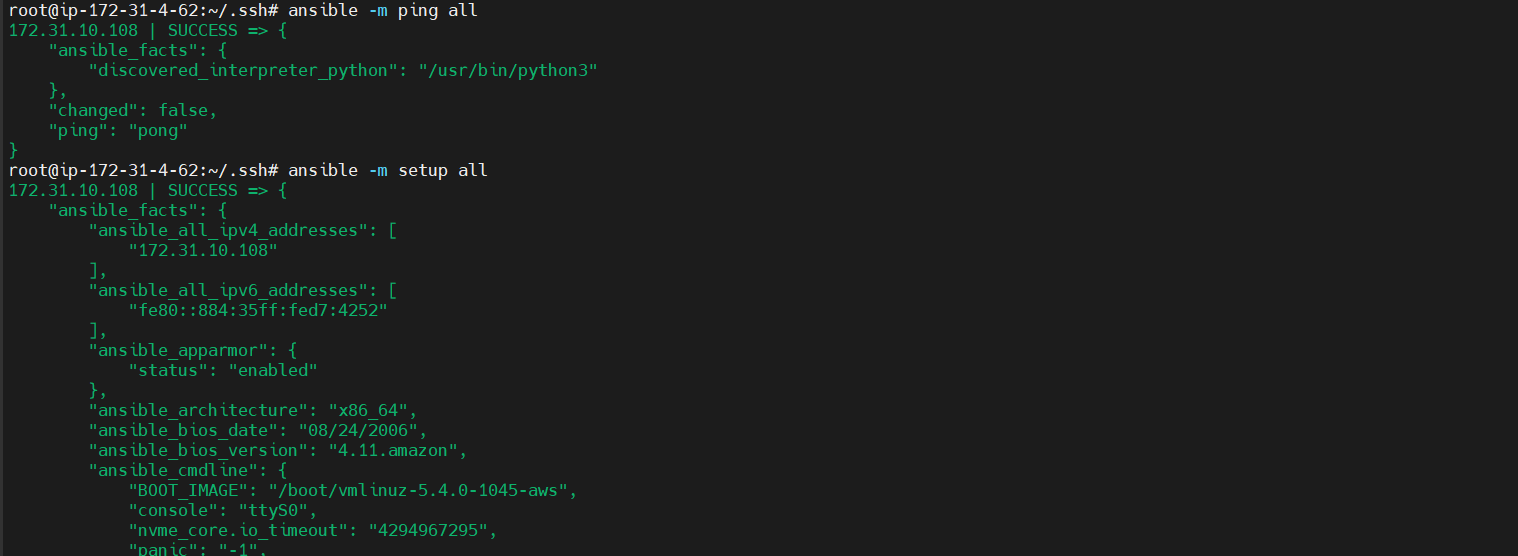 root@ip-172-31-4-62:~/.ssh# ansible -m ping all
172.31.10.108 | SUCCESS => {
    "ansible_facts": {
        "discovered_interpreter_python": "/usr/bin/python3"
    },
    "changed": false,
    "ping": "pong"
}
root@ip-172-31-4-62:~/.ssh# ansible -m setup all
172.31.10.108 | SUCCESS => {
    "ansible_facts": {
        "ansible_all_ipv4_addresses": [
            "172.31.10.108"
        ],
        "ansible_all_ipv6_addresses": [
            "fe80::884:35ff:fed7:4252"
        ],
        "ansible_apparmor": {
            "status": "enabled"
        },
        "ansible_architecture": "x86_64",
        "ansible_bios_date": "08/24/2006",
        "ansible_bios_version": "4.11.amazon",
        "ansible_cmdline": {
            "BOOT_IMAGE": "/boot/vmlinuz-5.4.0-1045-aws",
            "console": "ttyS0",
            "nvme_core.io_timeout": "4294967295",
            "panic": "-1",